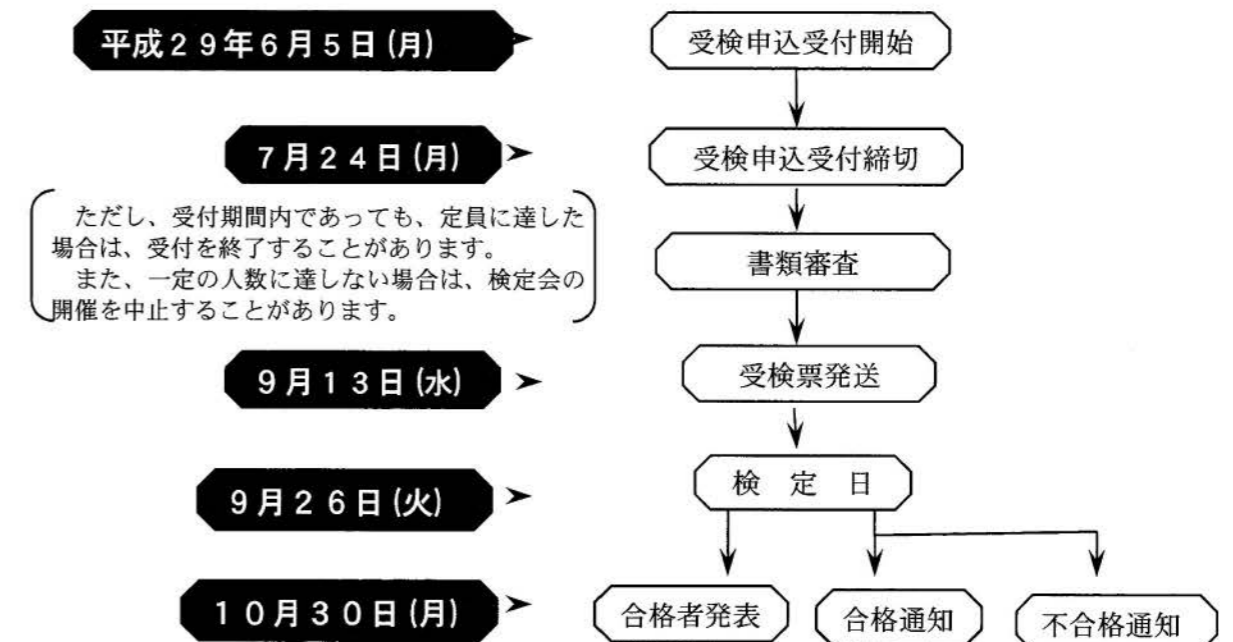 平成29年6月5日(月)
受検申込受付開始
7月24日(月)
受検申込受付締切
ただし、受付期間内であっても、定員に達した
場合は、受付を終了することがあります。
また、一定の人数に達しない場合は、検定会の
開催を中止することがあります。
書類審査
9月13日(水)
受検票発送
9月26日(火)
検 定 日
10月30日(月)
合格者発表
合格通知
不合格通知